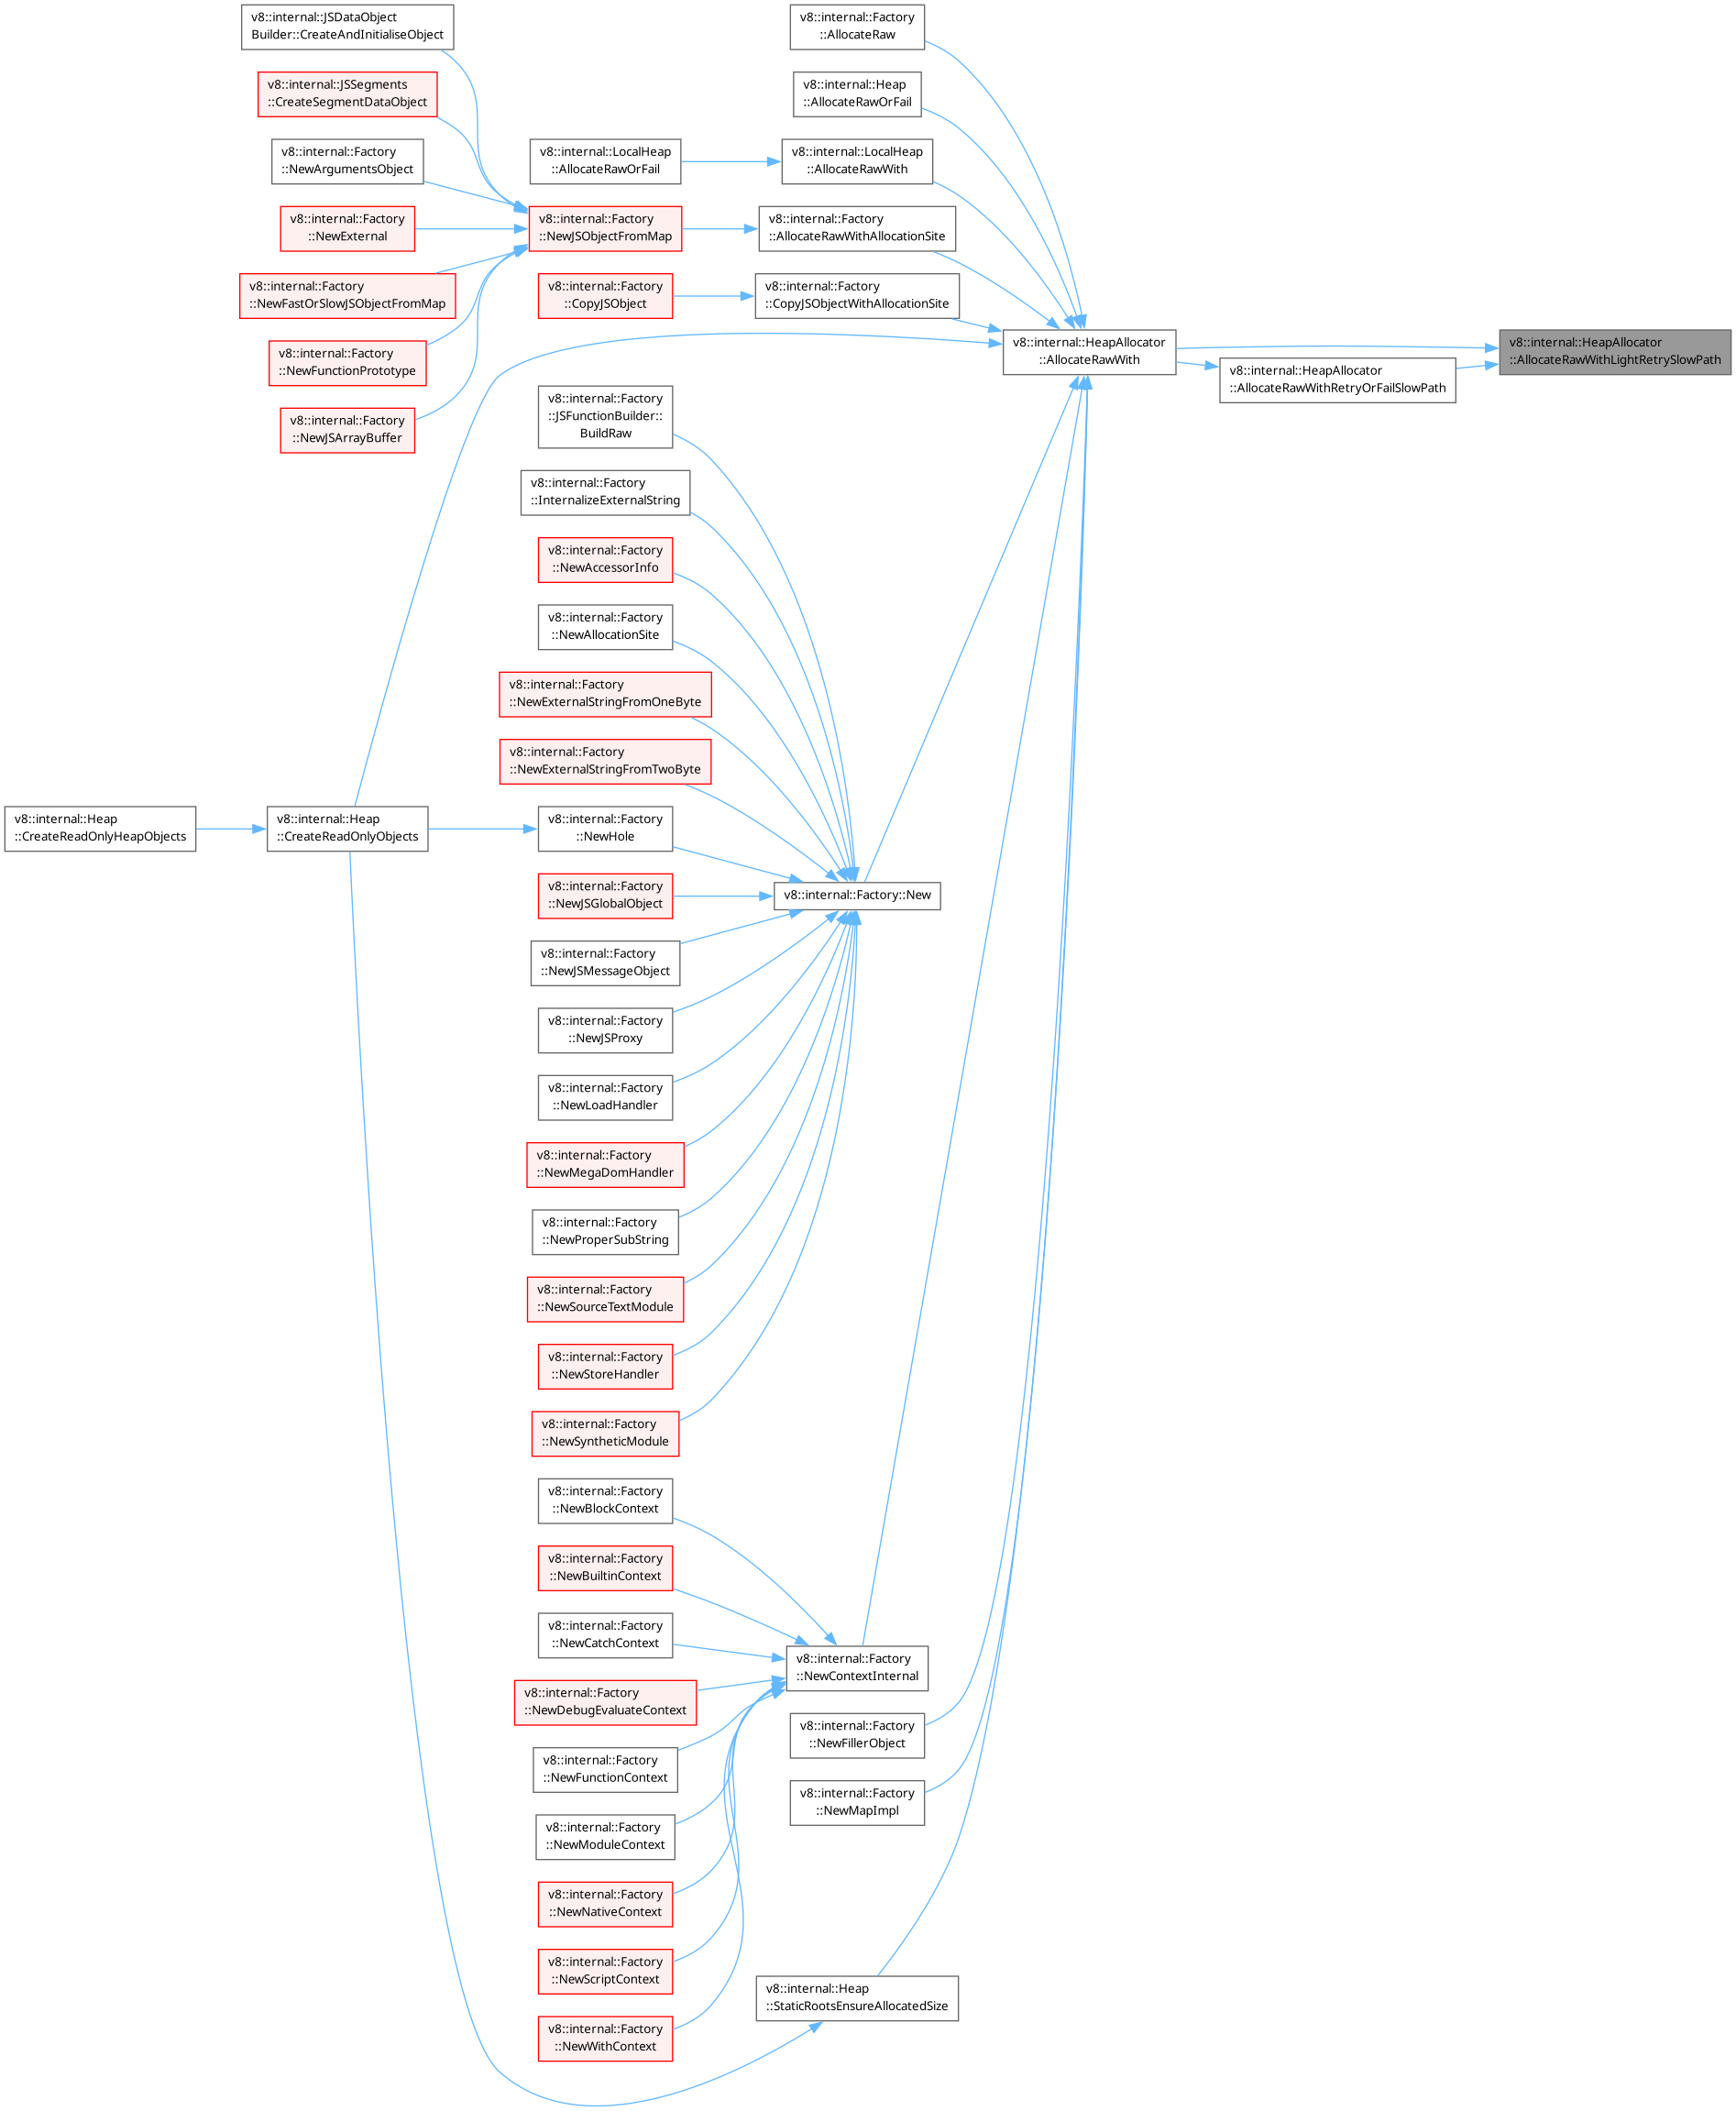 v8::internal::JSDataObject
Builder::CreateAndInitialiseObject
v8::internal::JSSegments
::CreateSegmentDataObject
v8::internal::Factory
::NewArgumentsObject
v8::internal::Factory
::NewExternal
v8::internal::Factory
::NewFastOrSlowJSObjectFromMap
v8::internal::Factory
::NewFunctionPrototype
v8::internal::Factory
::NewJSArrayBuffer
v8::internal::Factory
::AllocateRaw
v8::internal::Heap
::AllocateRawOrFail
v8::internal::LocalHeap
::AllocateRawOrFail
v8::internal::LocalHeap
::AllocateRawWith
v8::internal::Factory
::NewJSObjectFromMap
v8::internal::Factory
::AllocateRawWithAllocationSite
v8::internal::Factory
::CopyJSObject
v8::internal::Factory
::CopyJSObjectWithAllocationSite
v8::internal::HeapAllocator
::AllocateRawWith
v8::internal::HeapAllocator
::AllocateRawWithRetryOrFailSlowPath
v8::internal::HeapAllocator
::AllocateRawWithLightRetrySlowPath
v8::internal::Factory
::JSFunctionBuilder::
BuildRaw
v8::internal::Factory
::InternalizeExternalString
v8::internal::Factory
::NewAccessorInfo
v8::internal::Factory
::NewAllocationSite
v8::internal::Factory
::NewExternalStringFromOneByte
v8::internal::Factory
::NewExternalStringFromTwoByte
v8::internal::Heap
::CreateReadOnlyHeapObjects
v8::internal::Heap
::CreateReadOnlyObjects
v8::internal::Factory
::NewHole
v8::internal::Factory::New
v8::internal::Factory
::NewJSGlobalObject
v8::internal::Factory
::NewJSMessageObject
v8::internal::Factory
::NewJSProxy
v8::internal::Factory
::NewLoadHandler
v8::internal::Factory
::NewMegaDomHandler
v8::internal::Factory
::NewProperSubString
v8::internal::Factory
::NewSourceTextModule
v8::internal::Factory
::NewStoreHandler
v8::internal::Factory
::NewSyntheticModule
v8::internal::Factory
::NewBlockContext
v8::internal::Factory
::NewBuiltinContext
v8::internal::Factory
::NewCatchContext
v8::internal::Factory
::NewContextInternal
v8::internal::Factory
::NewDebugEvaluateContext
v8::internal::Factory
::NewFunctionContext
v8::internal::Factory
::NewFillerObject
v8::internal::Factory
::NewModuleContext
v8::internal::Factory
::NewMapImpl
v8::internal::Factory
::NewNativeContext
v8::internal::Factory
::NewScriptContext
v8::internal::Heap
::StaticRootsEnsureAllocatedSize
v8::internal::Factory
::NewWithContext